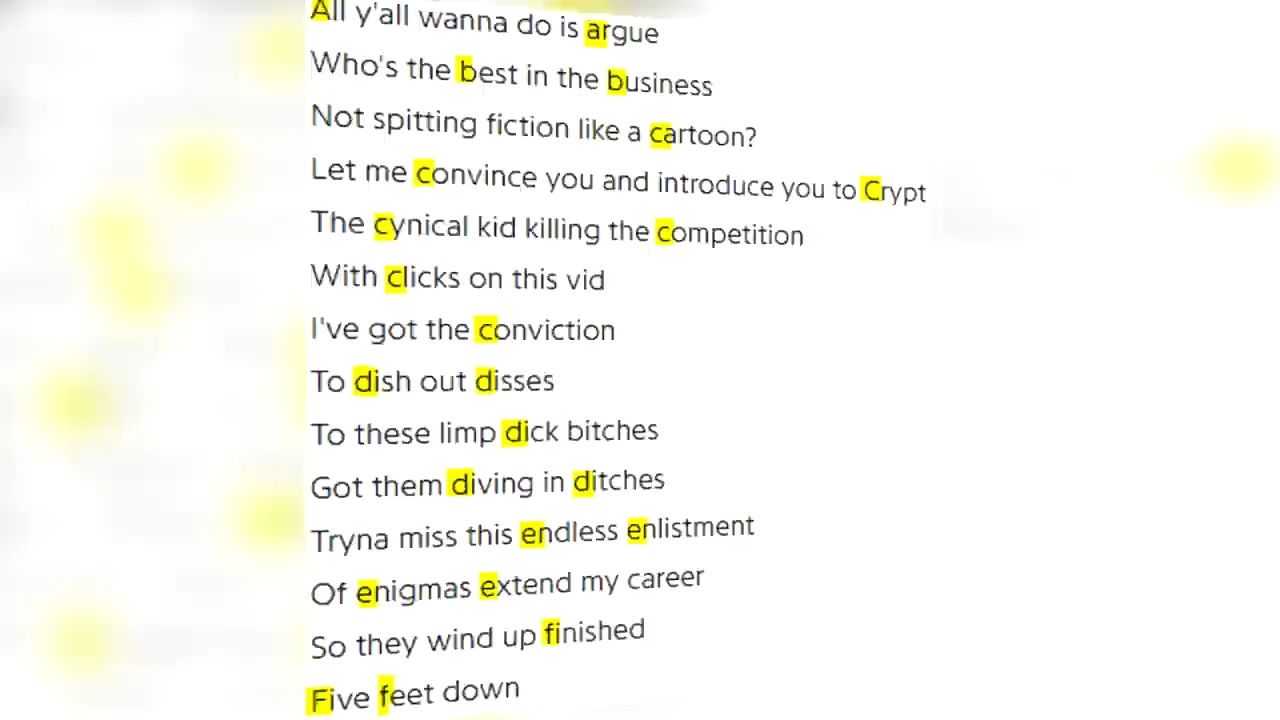 All y'all wanna do is argue
Who's the best in the business
Not spitting fiction like a cartoon?
Let me convince you and introduce you to Crypt
The cynical kid killing the competition
With clicks on this vid
I've got the conviction
To dish out disses
To these limp dick bitches
Got them diving in ditches
Tryna miss this endless enlistment
Of enigmas extend my career
So they wind up finished
Five feet down